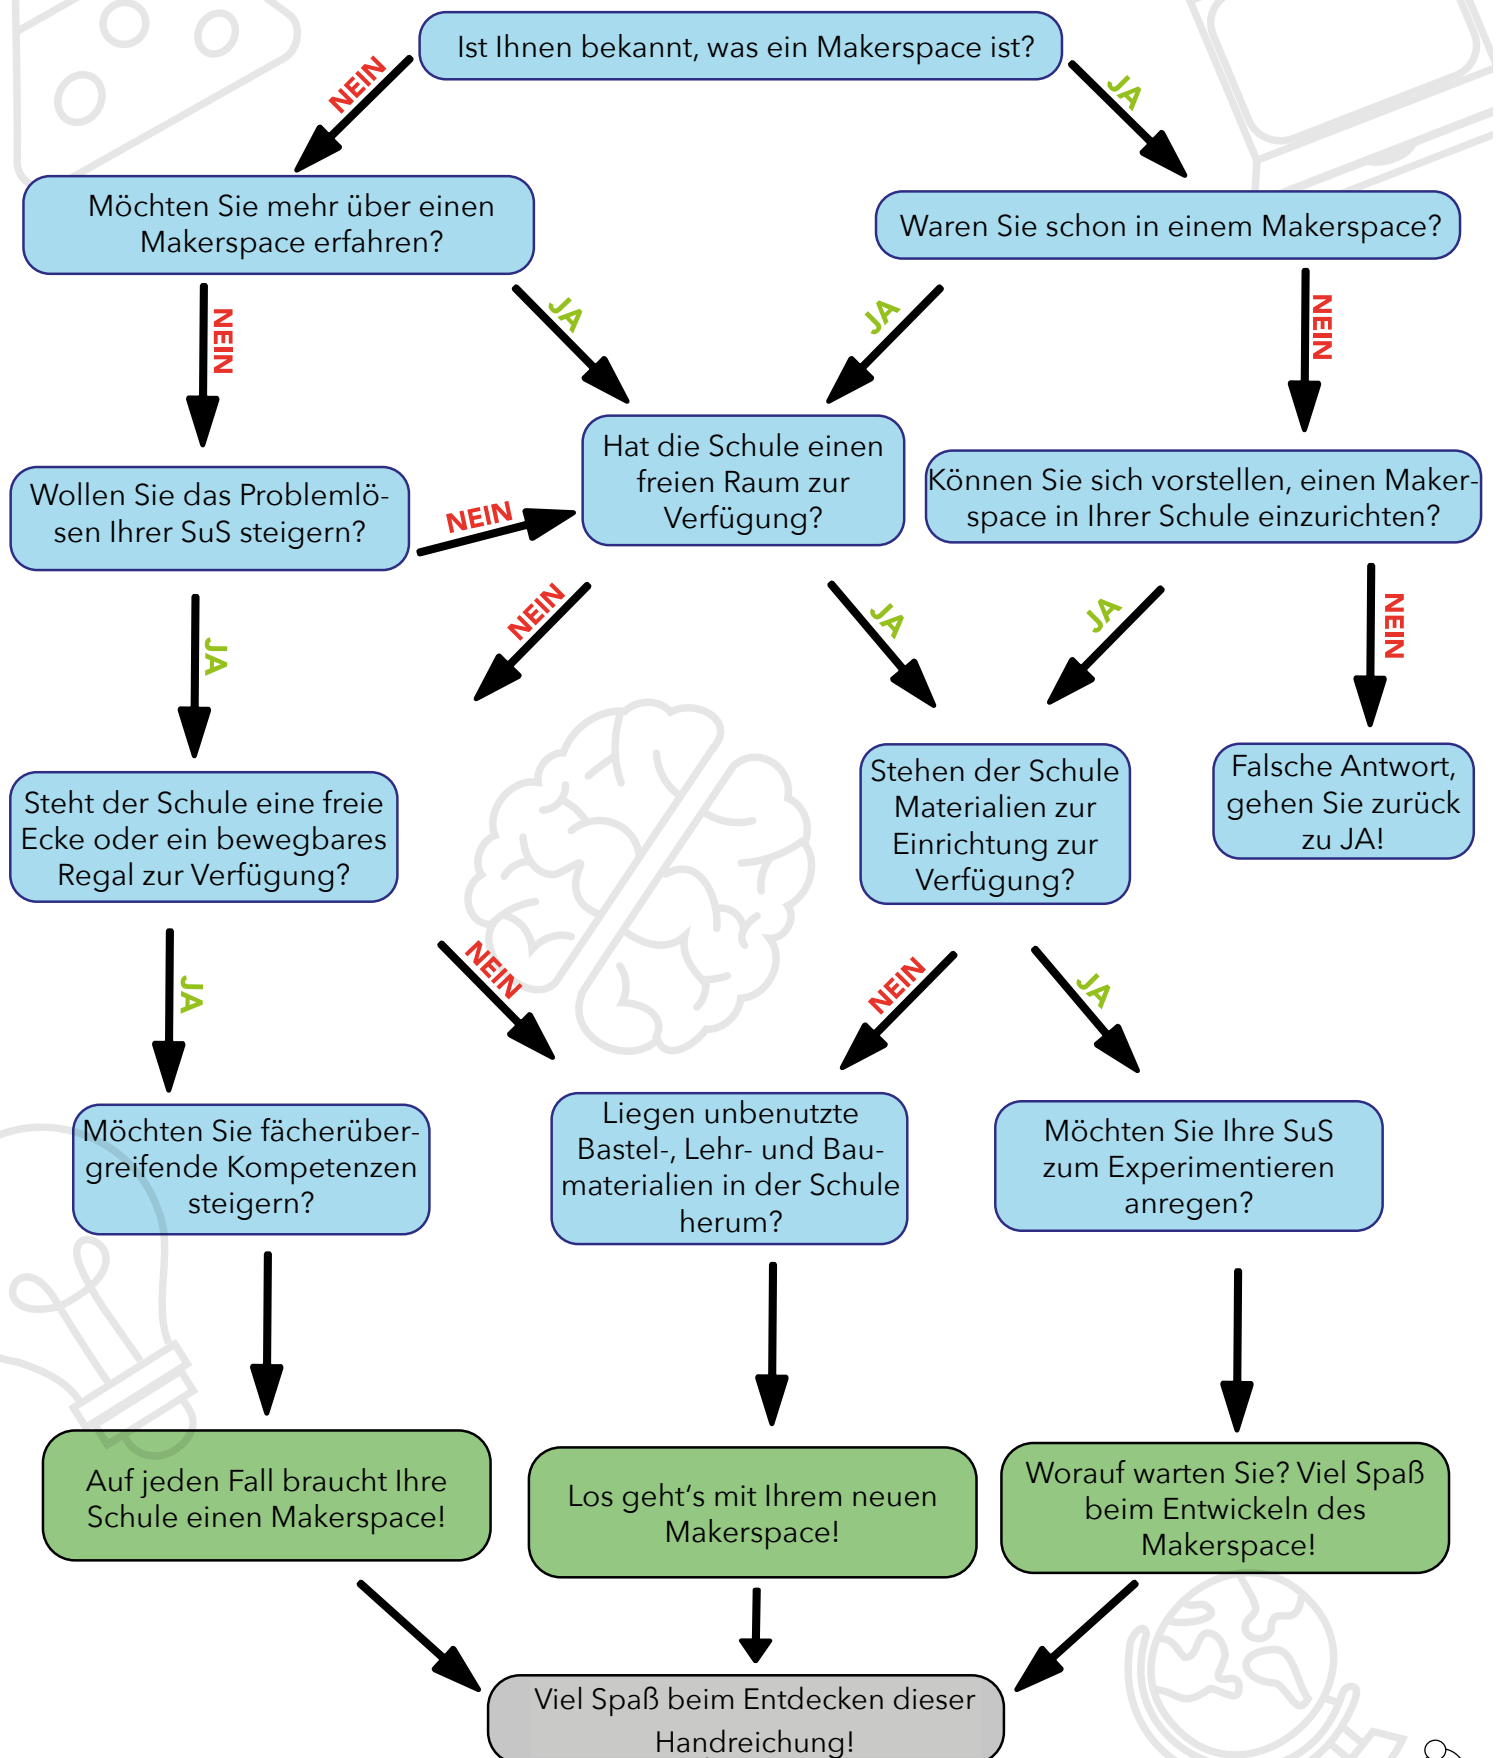 Ist Ihnen bekannt, was ein Makerspace ist?
NEIN
JA
Möchten Sie mehr über einen
Makerspace erfahren?
Waren Sie schon in einem Makerspace?
NEIN
JA
JA
NEIN
Hat die Schule einen
freien Raum zur
Verfügung?
Wollen Sie das Problemlö-
sen Ihrer SuS steigern?
NEIN
Können Sie sich vorstellen, einen Maker-
space in Ihrer Schule einzurichten?
JA
NEIN
JA
JA
NEIN
Steht der Schule eine freie
Ecke oder ein bewegbares
Regal zur Verfügung?
Stehen der Schule
Materialien zur
Einrichtung zur
Verfügung?
Falsche Antwort,
gehen Sie zurück
zu JA!
JA
NEIN
NEIN
JA
Möchten Sie fächerüber-
greifende Kompetenzen
steigern?
Liegen unbenutzte
Bastel-, Lehr- und Bau-
materialien in der Schule
herum?
Möchten Sie Ihre SuS
zum Experimentieren
anregen?
Auf jeden Fall braucht Ihre
Schule einen Makerspace!
Los geht‘s mit Ihrem neuen
Makerspace!
Worauf warten Sie? Viel Spaß
beim Entwickeln des
Makerspace!
Viel Spaß beim Entdecken dieser
Handreichung!